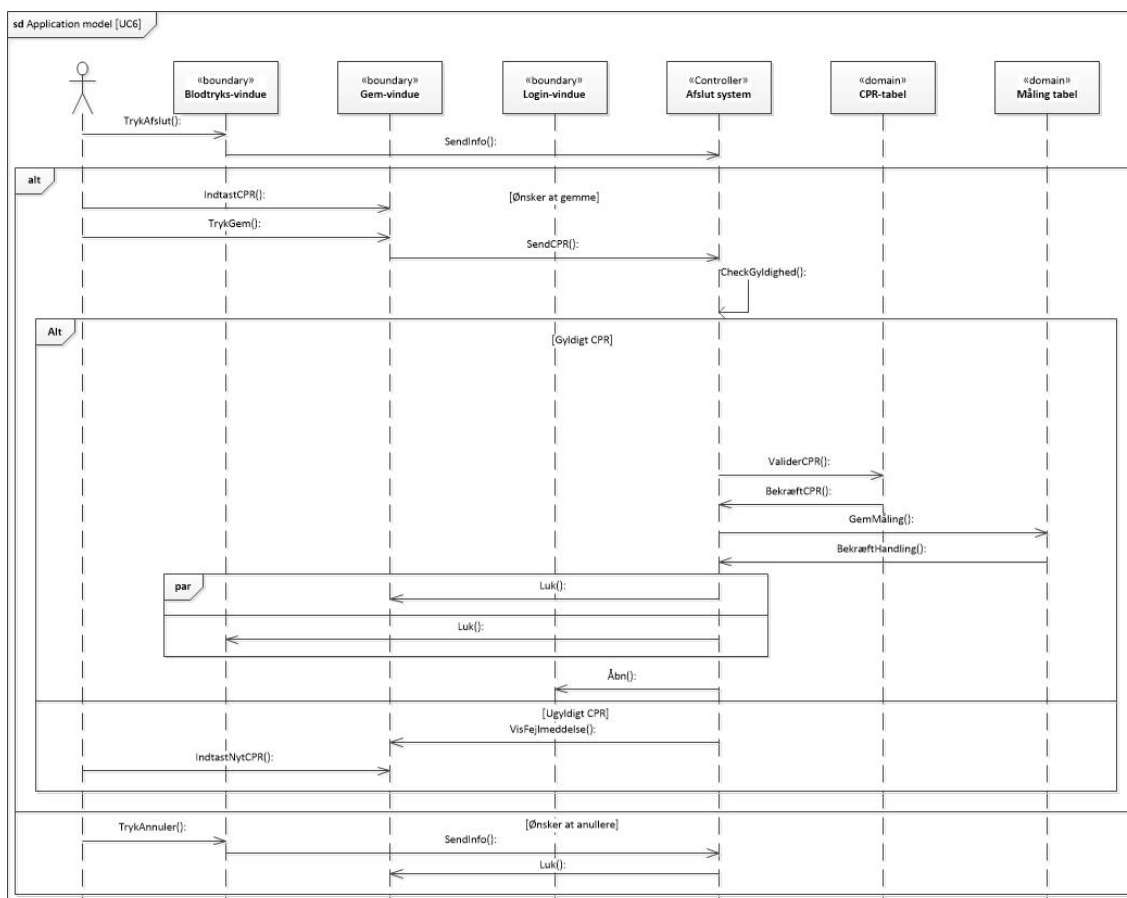 sd Application model [UC6]
«boundary»
Blodtryks-vindue
«boundary»
Gem-vindue
«boundary»
Login-vindue
«Controller»
Afslut system
«domain»
CPR-tabel
«domain»
Måling tabel
TrykAfslut():
SendInfo():
alt
[Ønsker at gemme]
IndtastCPR():
TrykGem():
SendCPR():
CheckGyldighed():
Alt
[Gyldigt CPR]
ValiderCPR():
BekræftCPR():
GemMåling():
BekræftHandling():
par
Luk():
Luk():
Åbn():
[Ugyldigt CPR]
VisFejlmeddelse():
IndtastNytCPR():
[Ønsker at anullere]
TrykAnnuler():
SendInfo():
Luk():